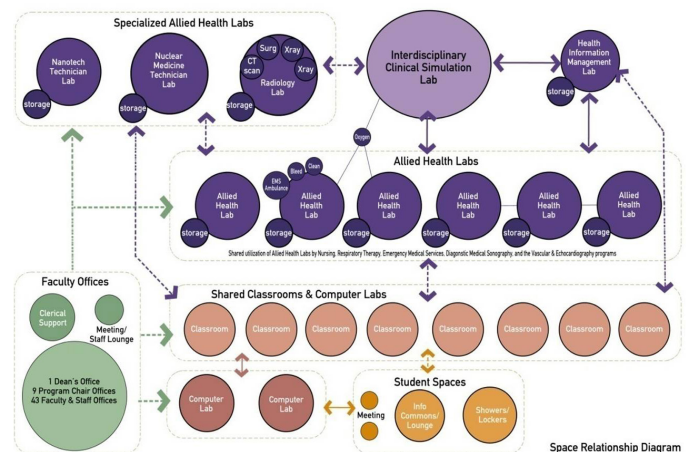 Specialized Allied Health Labs
Nanotech
Technician
Lab
storage
Nuclear
Medicine
Technician
Lab
storage
Surg
Xray
CT
scan
Xray
Radiology
Lab
storage
Interdisciplinary
Clinical Simulation
Lab
Health
Information
Management
Lab
storage
Oxygen
Allied Health Labs
EMS
Ambulance
Bleed
Clean
Allied
Health
Lab
storage
Allied
Health
Lab
Allied
Health
Lab
storage
Allied
Health
Lab
storage
Allied
Health
Lab
storage
Allied
Health
Lab
storage
Shared utilization of Allied Health Labs by Nursing, Respiratory Therapy, Emergency Medical Services, Diagonstic Medical Sonography, and the Vascular & Echocardiography programs
Faculty Offices
Clerical
Support
Meeting/
Staff Lounge
1 Dean's Office
9 Program Chair Offices
43 Faculty & Staff Offices
Shared Classrooms & Computer Labs
Classroom
Classroom
Classroom
Classroom
Classroom
Classroom
Classroom
Classroom
Computer
Lab
Computer
Lab
Student Spaces
Meeting
Info
Commons/
Lounge
Showers/
Lockers
Space Relationship Diagram